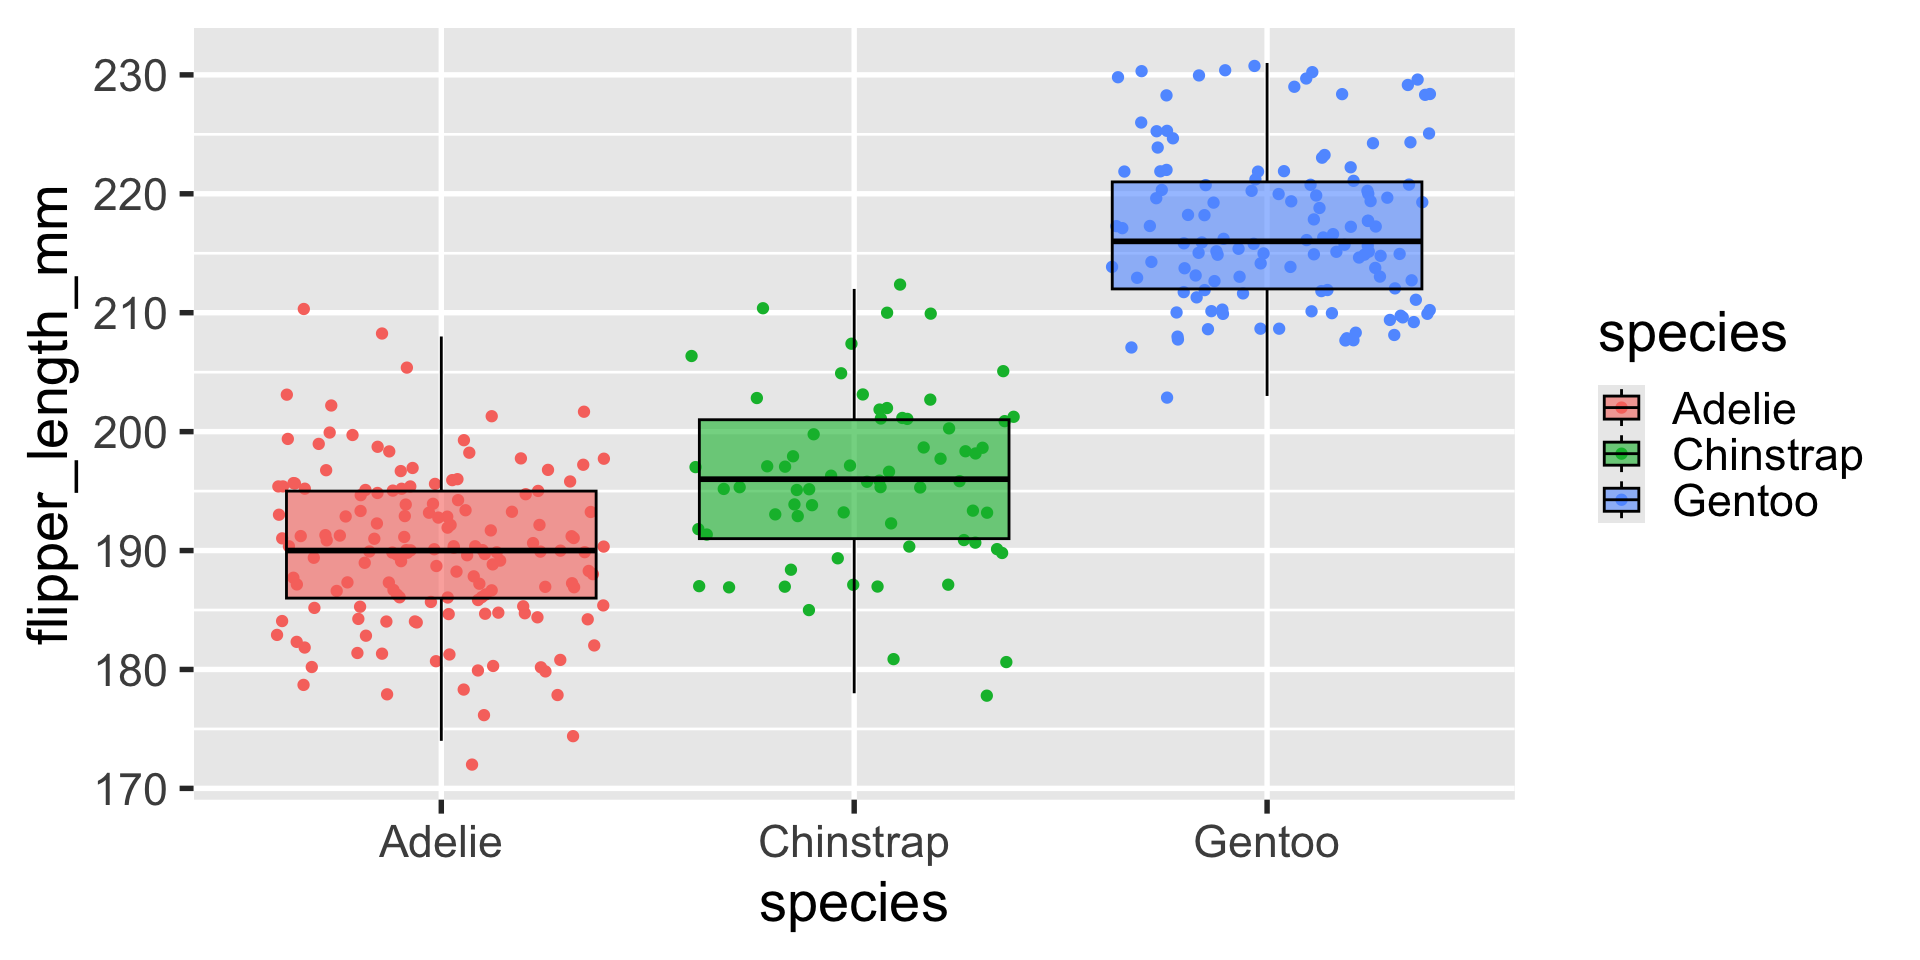 flipper_length_mm
230
220
210
200
190
180
170
Adelie
Chinstrap
Gentoo
species
species
Adelie
Chinstrap
Gentoo